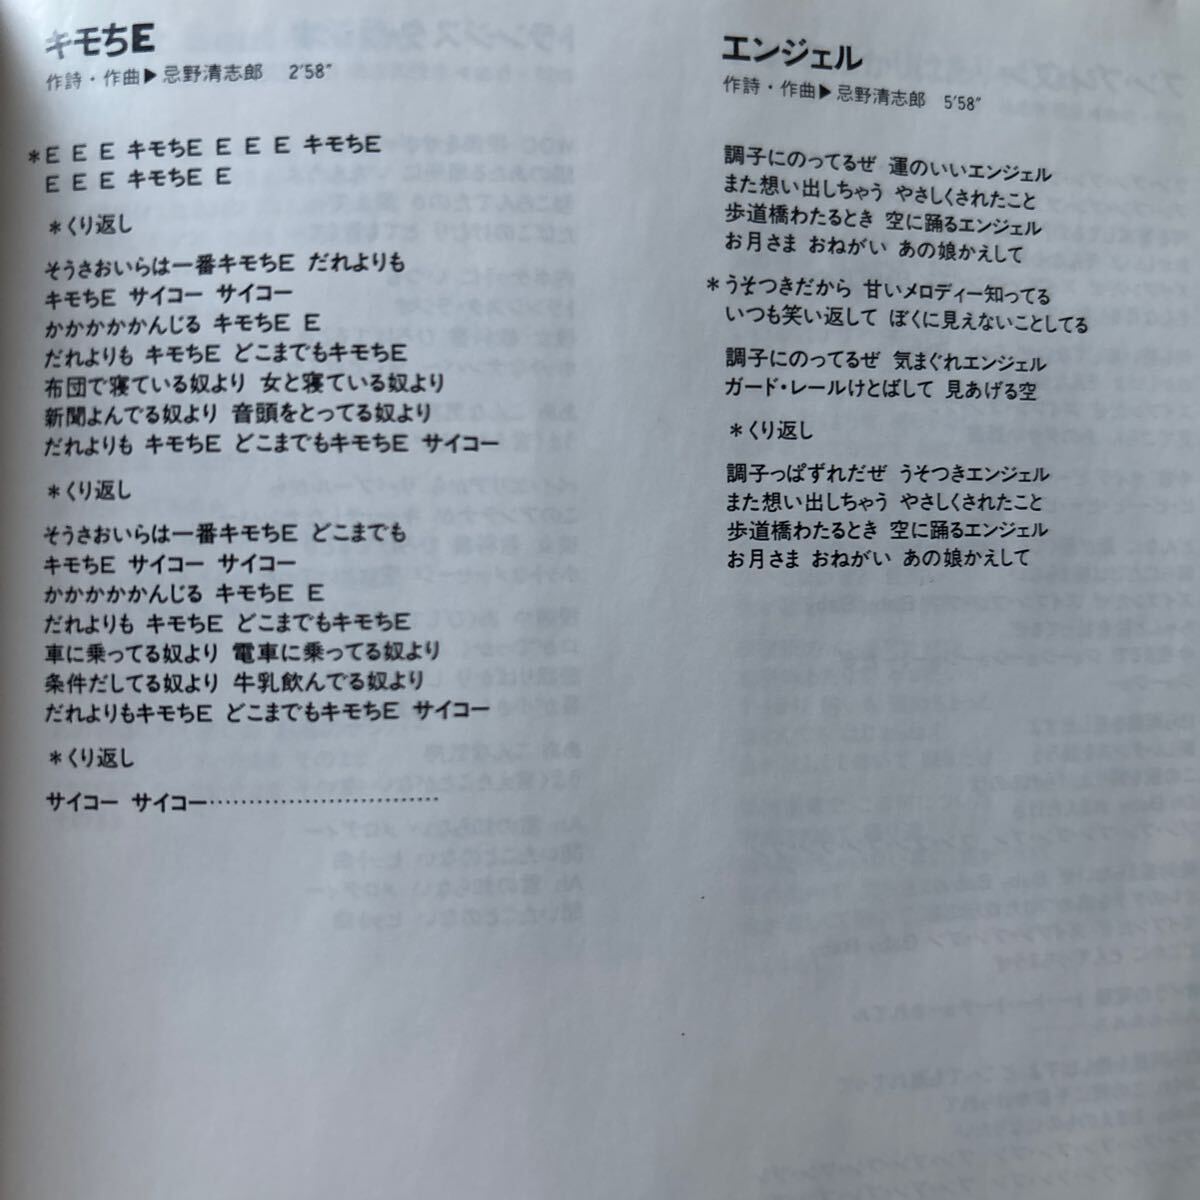 キモちE
作詩・作曲▶忌野清志郎 2'58"
*E E E キモちE E E E キモちE
E E E キモちE E
*くり返し
そうさおいらは一番キモちE だれよりも
キモちE サイコー サイコー
かかかかかんじる キモちE E
だれよりも キモちE どこまでもキモちE
布団で寝ている奴より 女と寝ている奴より
新聞よんでる奴より 音頭をとってる奴より
だれよりも キモちE どこまでもキモちE サイコー
*くり返し
そうさおいらは一番キモちE どこまでも
キモちE サイコー サイコー
かかかかかんじる キモちE E
だれよりも キモちE どこまでもキモちE
車に乗ってる奴より 電車に乗ってる奴より
条件だしてる奴より 牛乳飲んでる奴より
だれよりもキモちE どこまでもキモちE サイコー
*くり返し
サイコー サイコー…………………………
エンジェル
作詩・作曲▶忌野清志郎 5'58"
調子にのってるぜ 運のいいエンジェル
また想い出しちゃう やさしくされたこと
歩道橋わたるとき 空に踊るエンジェル
お月さま おねがい あの娘かえして
*うそつきだから 甘いメロディー知ってる
いつも笑い返して ぼくに見えないことしてる
調子にのってるぜ 気まぐれエンジェル
ガード・レールけとばして 見あげる空
*くり返し
調子っぱずれだぜ うそつきエンジェル
また想い出しちゃう やさしくされたこと
歩道橋わたるとき 空に踊るエンジェル
お月さま おねがい あの娘かえして